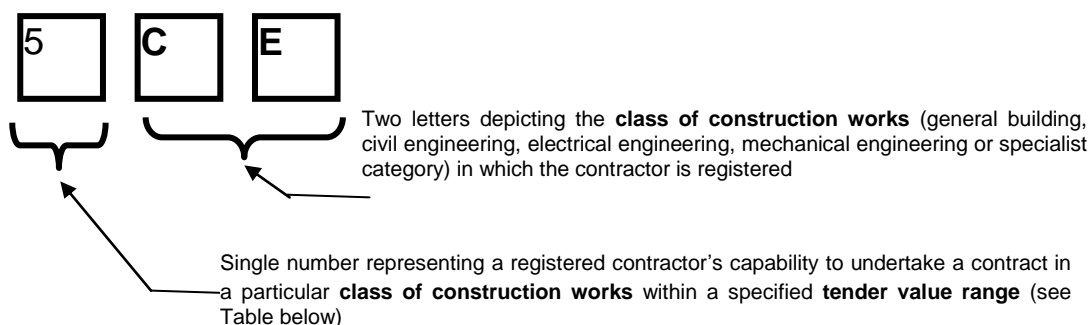 5 C E
Two letters depicting the class of construction works (general building,
civil engineering, electrical engineering, mechanical engineering or specialist
category) in which the contractor is registered
Single number representing a registered contractor’s capability to undertake a contract in
a particular class of construction works within a specified tender value range (see
Table below)